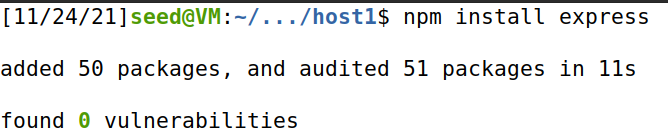 [11/24/21]seed@VM:~/.../host1$ npm install express
added 50 packages, and audited 51 packages in 11s
found 0 vulnerabilities